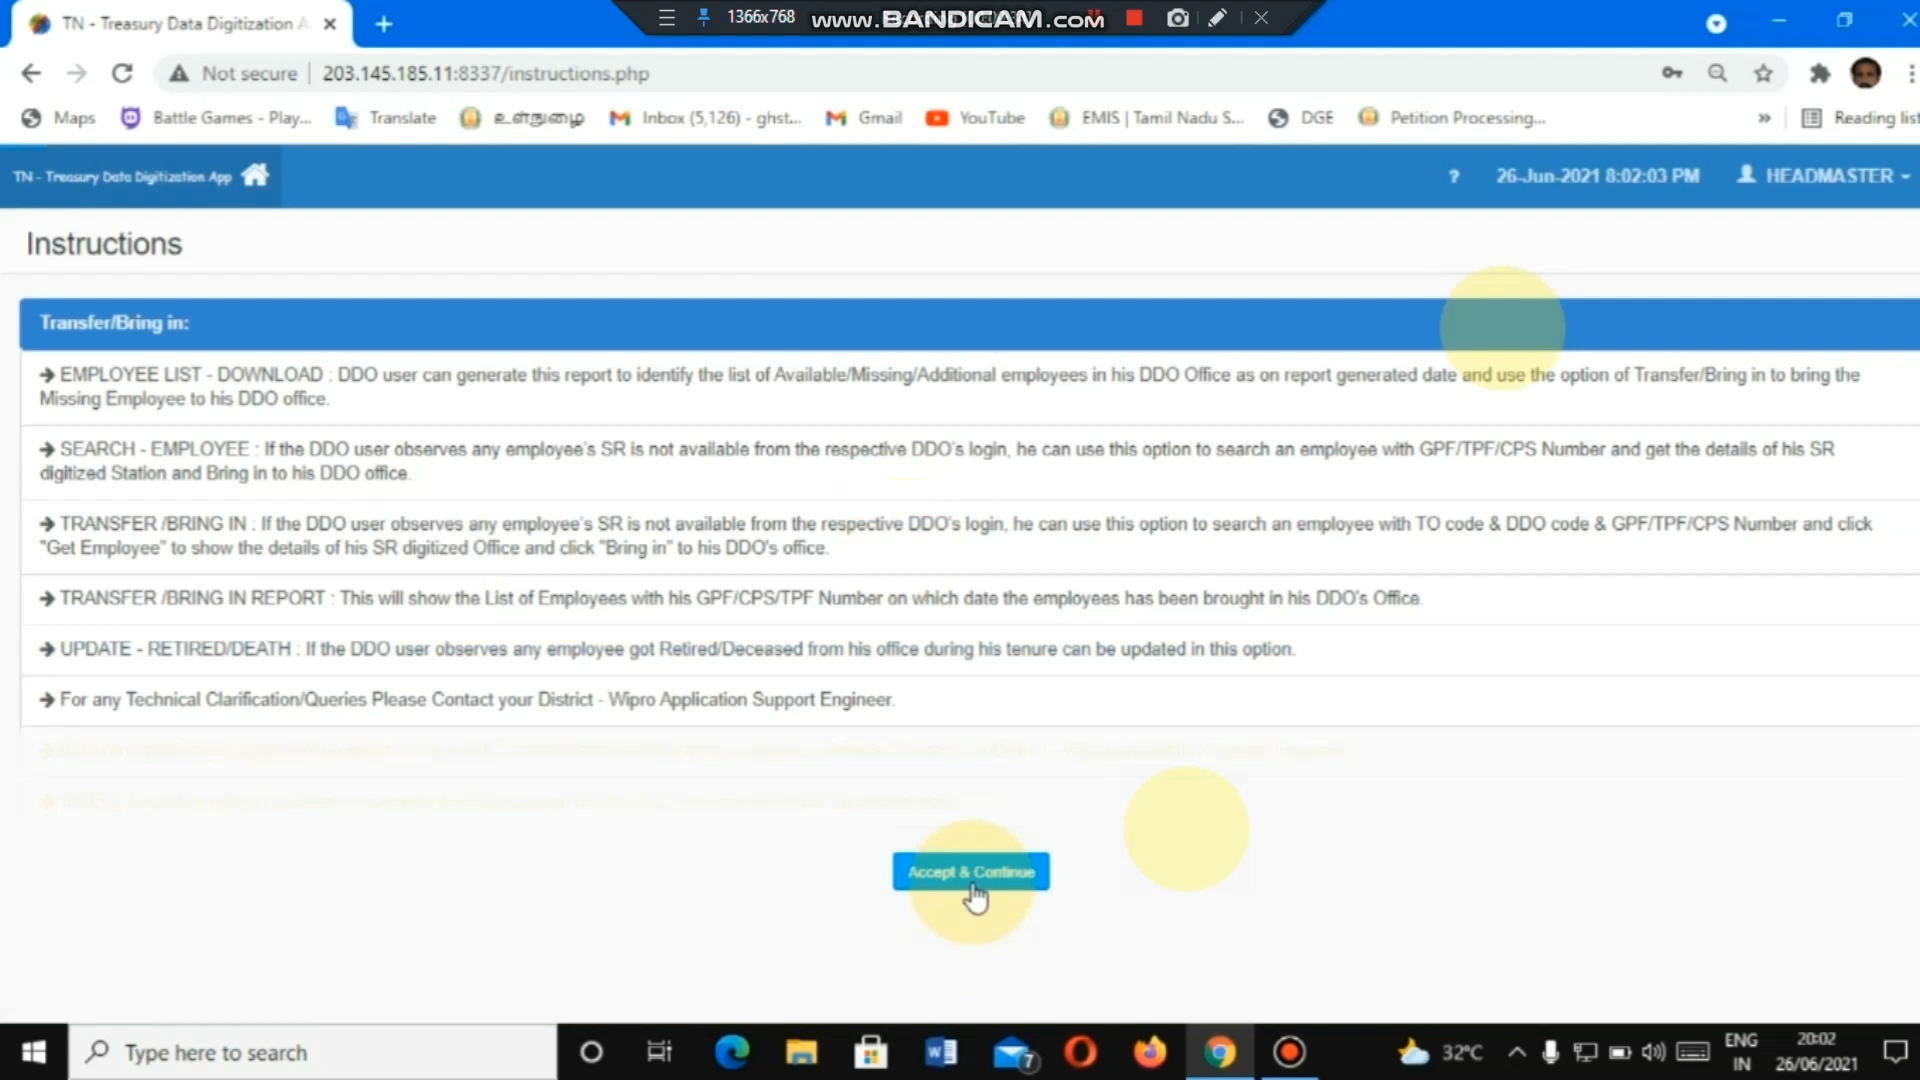 TN - Treasury Data Digitization A
1366x768
www.BANDICAM.com
Not secure
203.145.185.11:8337/instructions.php
Maps
Battle Games - Play...
Translate
உள்நுழை
Inbox (5,126) - ghst...
Gmail
YouTube
EMIS | Tamil Nadu S...
DGE
Petition Processing...
»
Reading list
TN - Treasury Data Digitization App
?
26-Jun-2021 8:02:03 PM
HEADMASTER
Instructions
Transfer/Bring in:
→ EMPLOYEE LIST - DOWNLOAD : DDO user can generate this report to identify the list of Available/Missing/Additional employees in his DDO Office as on report generated date and use the option of Transfer/Bring in to bring the
Missing Employee to his DDO office.
→ SEARCH - EMPLOYEE : If the DDO user observes any employee's SR is not available from the respective DDO's login, he can use this option to search an employee with GPF/TPF/CPS Number and get the details of his SR
digitized Station and Bring in to his DDO office.
→ TRANSFER /BRING IN : If the DDO user observes any employee's SR is not available from the respective DDO's login, he can use this option to search an employee with TO code & DDO code & GPF/TPF/CPS Number and click
"Get Employee" to show the details of his SR digitized Office and click "Bring in" to his DDO's office.
→ TRANSFER /BRING IN REPORT : This will show the List of Employees with his GPF/CPS/TPF Number on which date the employees has been brought in his DDO's Office.
→ UPDATE - RETIRED/DEATH : If the DDO user observes any employee got Retired/Deceased from his office during his tenure can be updated in this option.
→ For any Technical Clarification/Queries Please Contact your District - Wipro Application Support Engineer.
Accept & Continue
Type here to search
7
32°C
ENG
IN
20:02
26/06/2021